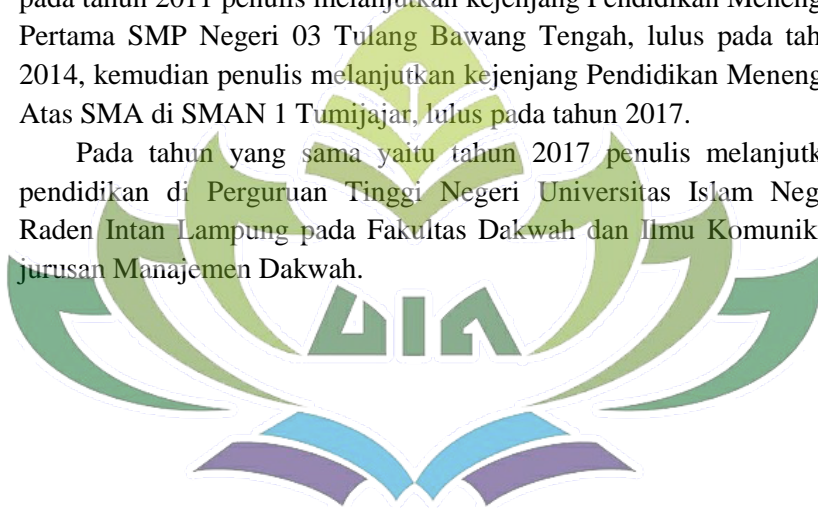 pada tahun 2011 penulis melanjutkan kejenjang Pendidikan Meneng
Pertama SMP Negeri 03 Tulang Bawang Tengah, lulus pada tah
2014, kemudian penulis melanjutkan kejenjang Pendidikan Meneng
Atas SMA di SMAN 1 Tumijajar, lulus pada tahun 2017.
Pada tahun yang sama yaitu tahun 2017 penulis melanjutk
pendidikan di Perguruan Tinggi Negeri Universitas Islam Neg
Raden Intan Lampung pada Fakultas Dakwah dan Ilmu Komunik
jurusan Manajemen Dakwah.
UIN